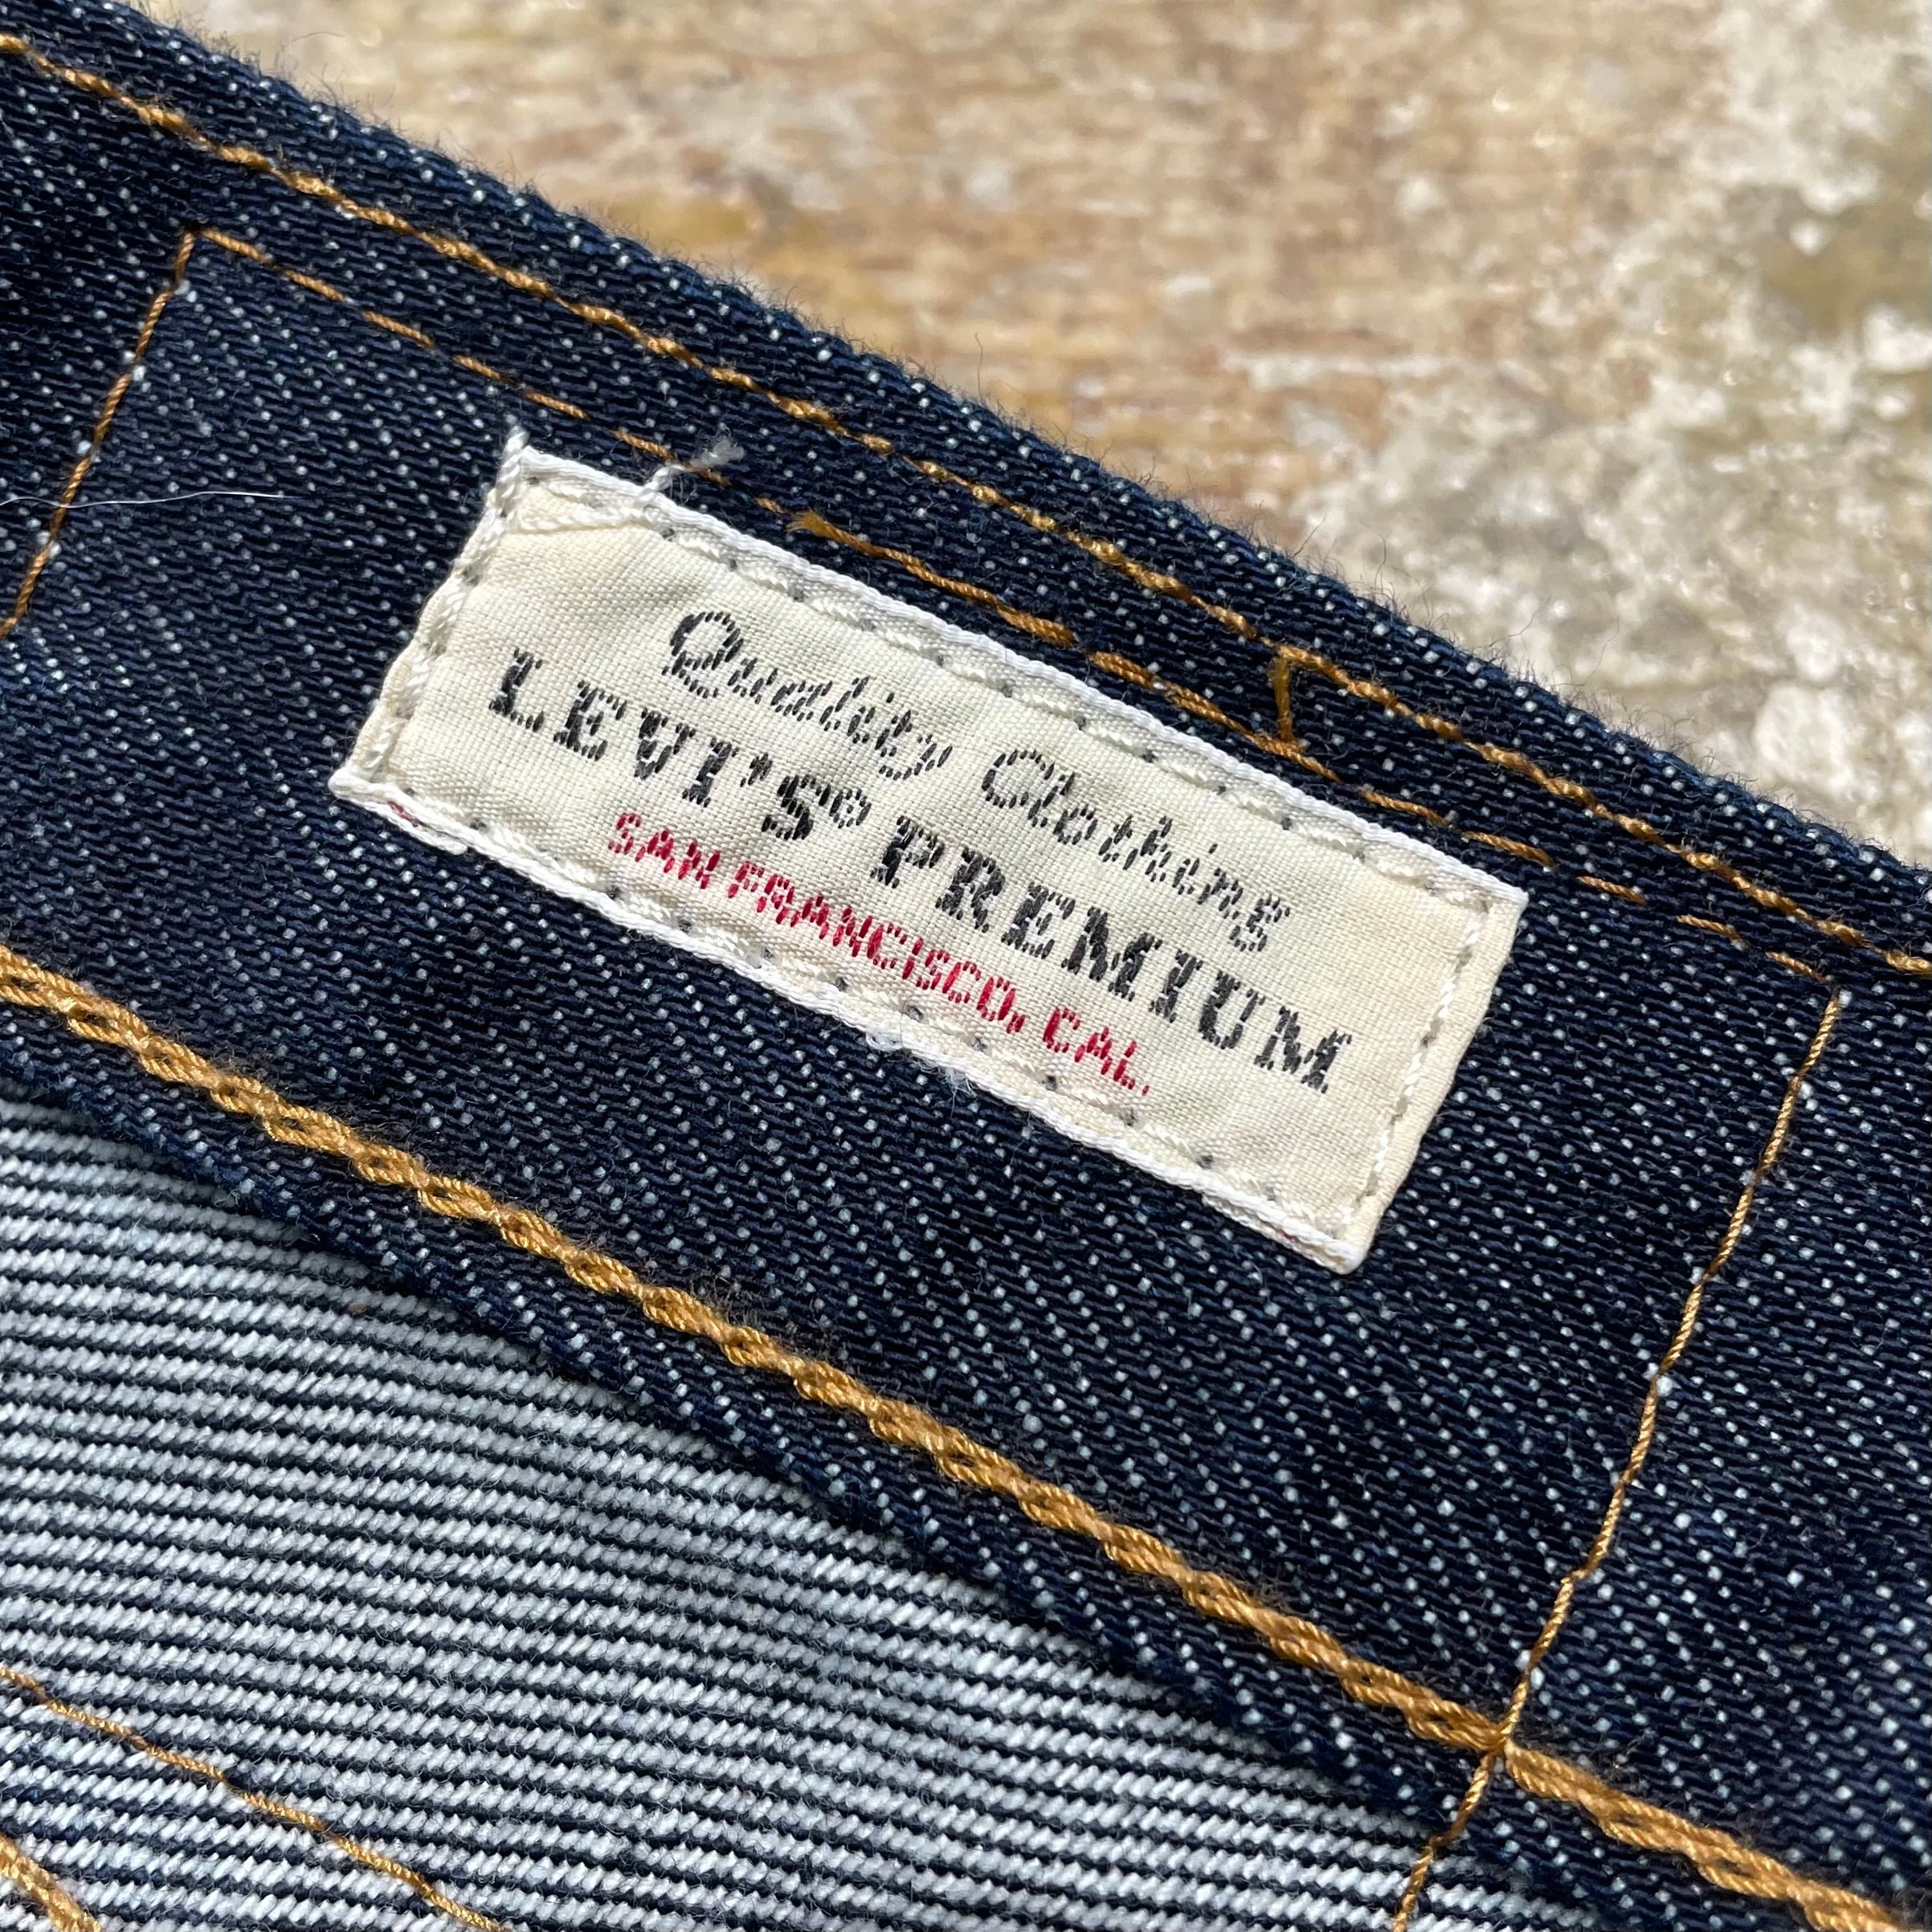 Quality Clothing
LEVI'S® PREMIUM
SAN FRANCISCO, CAL.